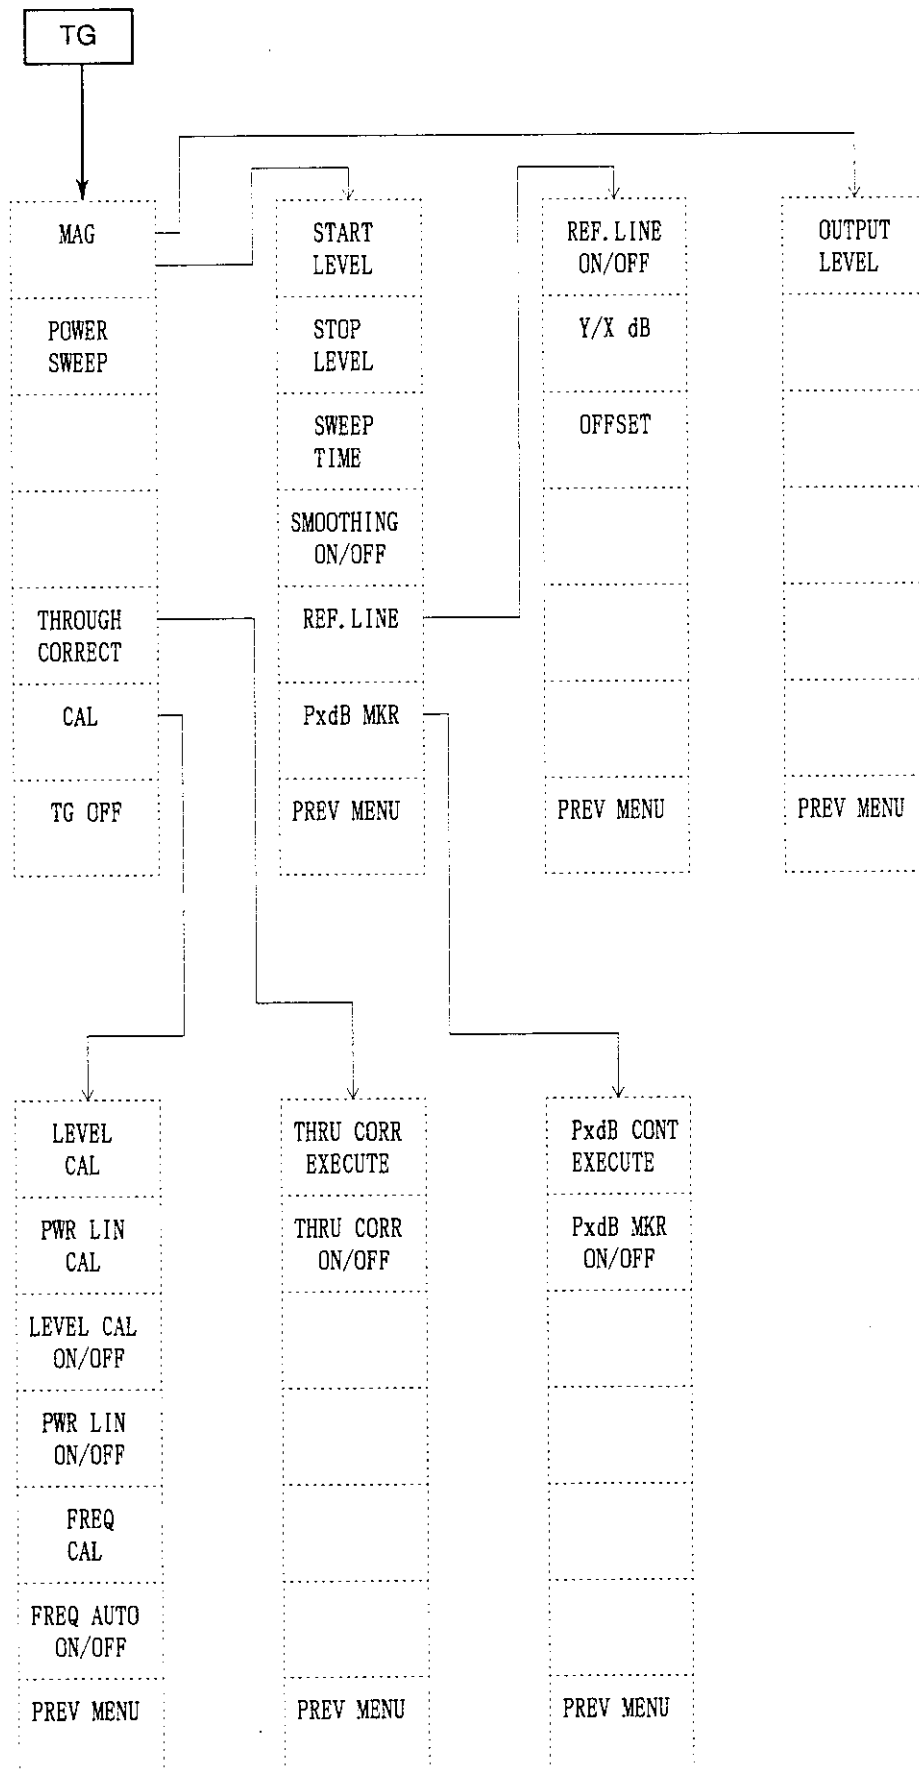 TG
MAG
POWER
SWEEP
THROUGH
CORRECT
CAL
TG OFF
START
LEVEL
STOP
LEVEL
SWEEP
TIME
SMOOTHING
ON/OFF
REF.LINE
PxdB MKR
PREV MENU
REF.LINE
ON/OFF
Y/X dB
OFFSET
PREV MENU
OUTPUT
LEVEL
PREV MENU
LEVEL
CAL
PWR LIN
CAL
LEVEL CAL
ON/OFF
PWR LIN
ON/OFF
FREQ
CAL
FREQ AUTO
ON/OFF
PREV MENU
THRU CORR
EXECUTE
THRU CORR
ON/OFF
PREV MENU
PxdB CONT
EXECUTE
PxdB MKR
ON/OFF
PREV MENU